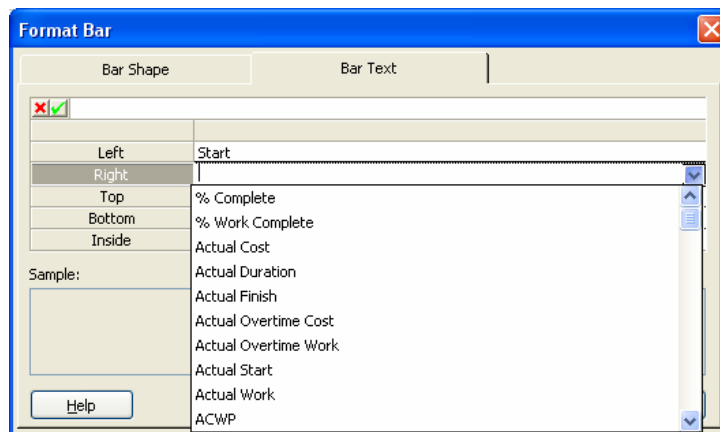 Format Bar
Bar Shape
Bar Text
Left
Start
Right
Top
Bottom
Inside
% Complete
% Work Complete
Actual Cost
Actual Duration
Actual Finish
Actual Overtime Cost
Actual Overtime Work
Actual Start
Actual Work
ACWP
Sample:
Help